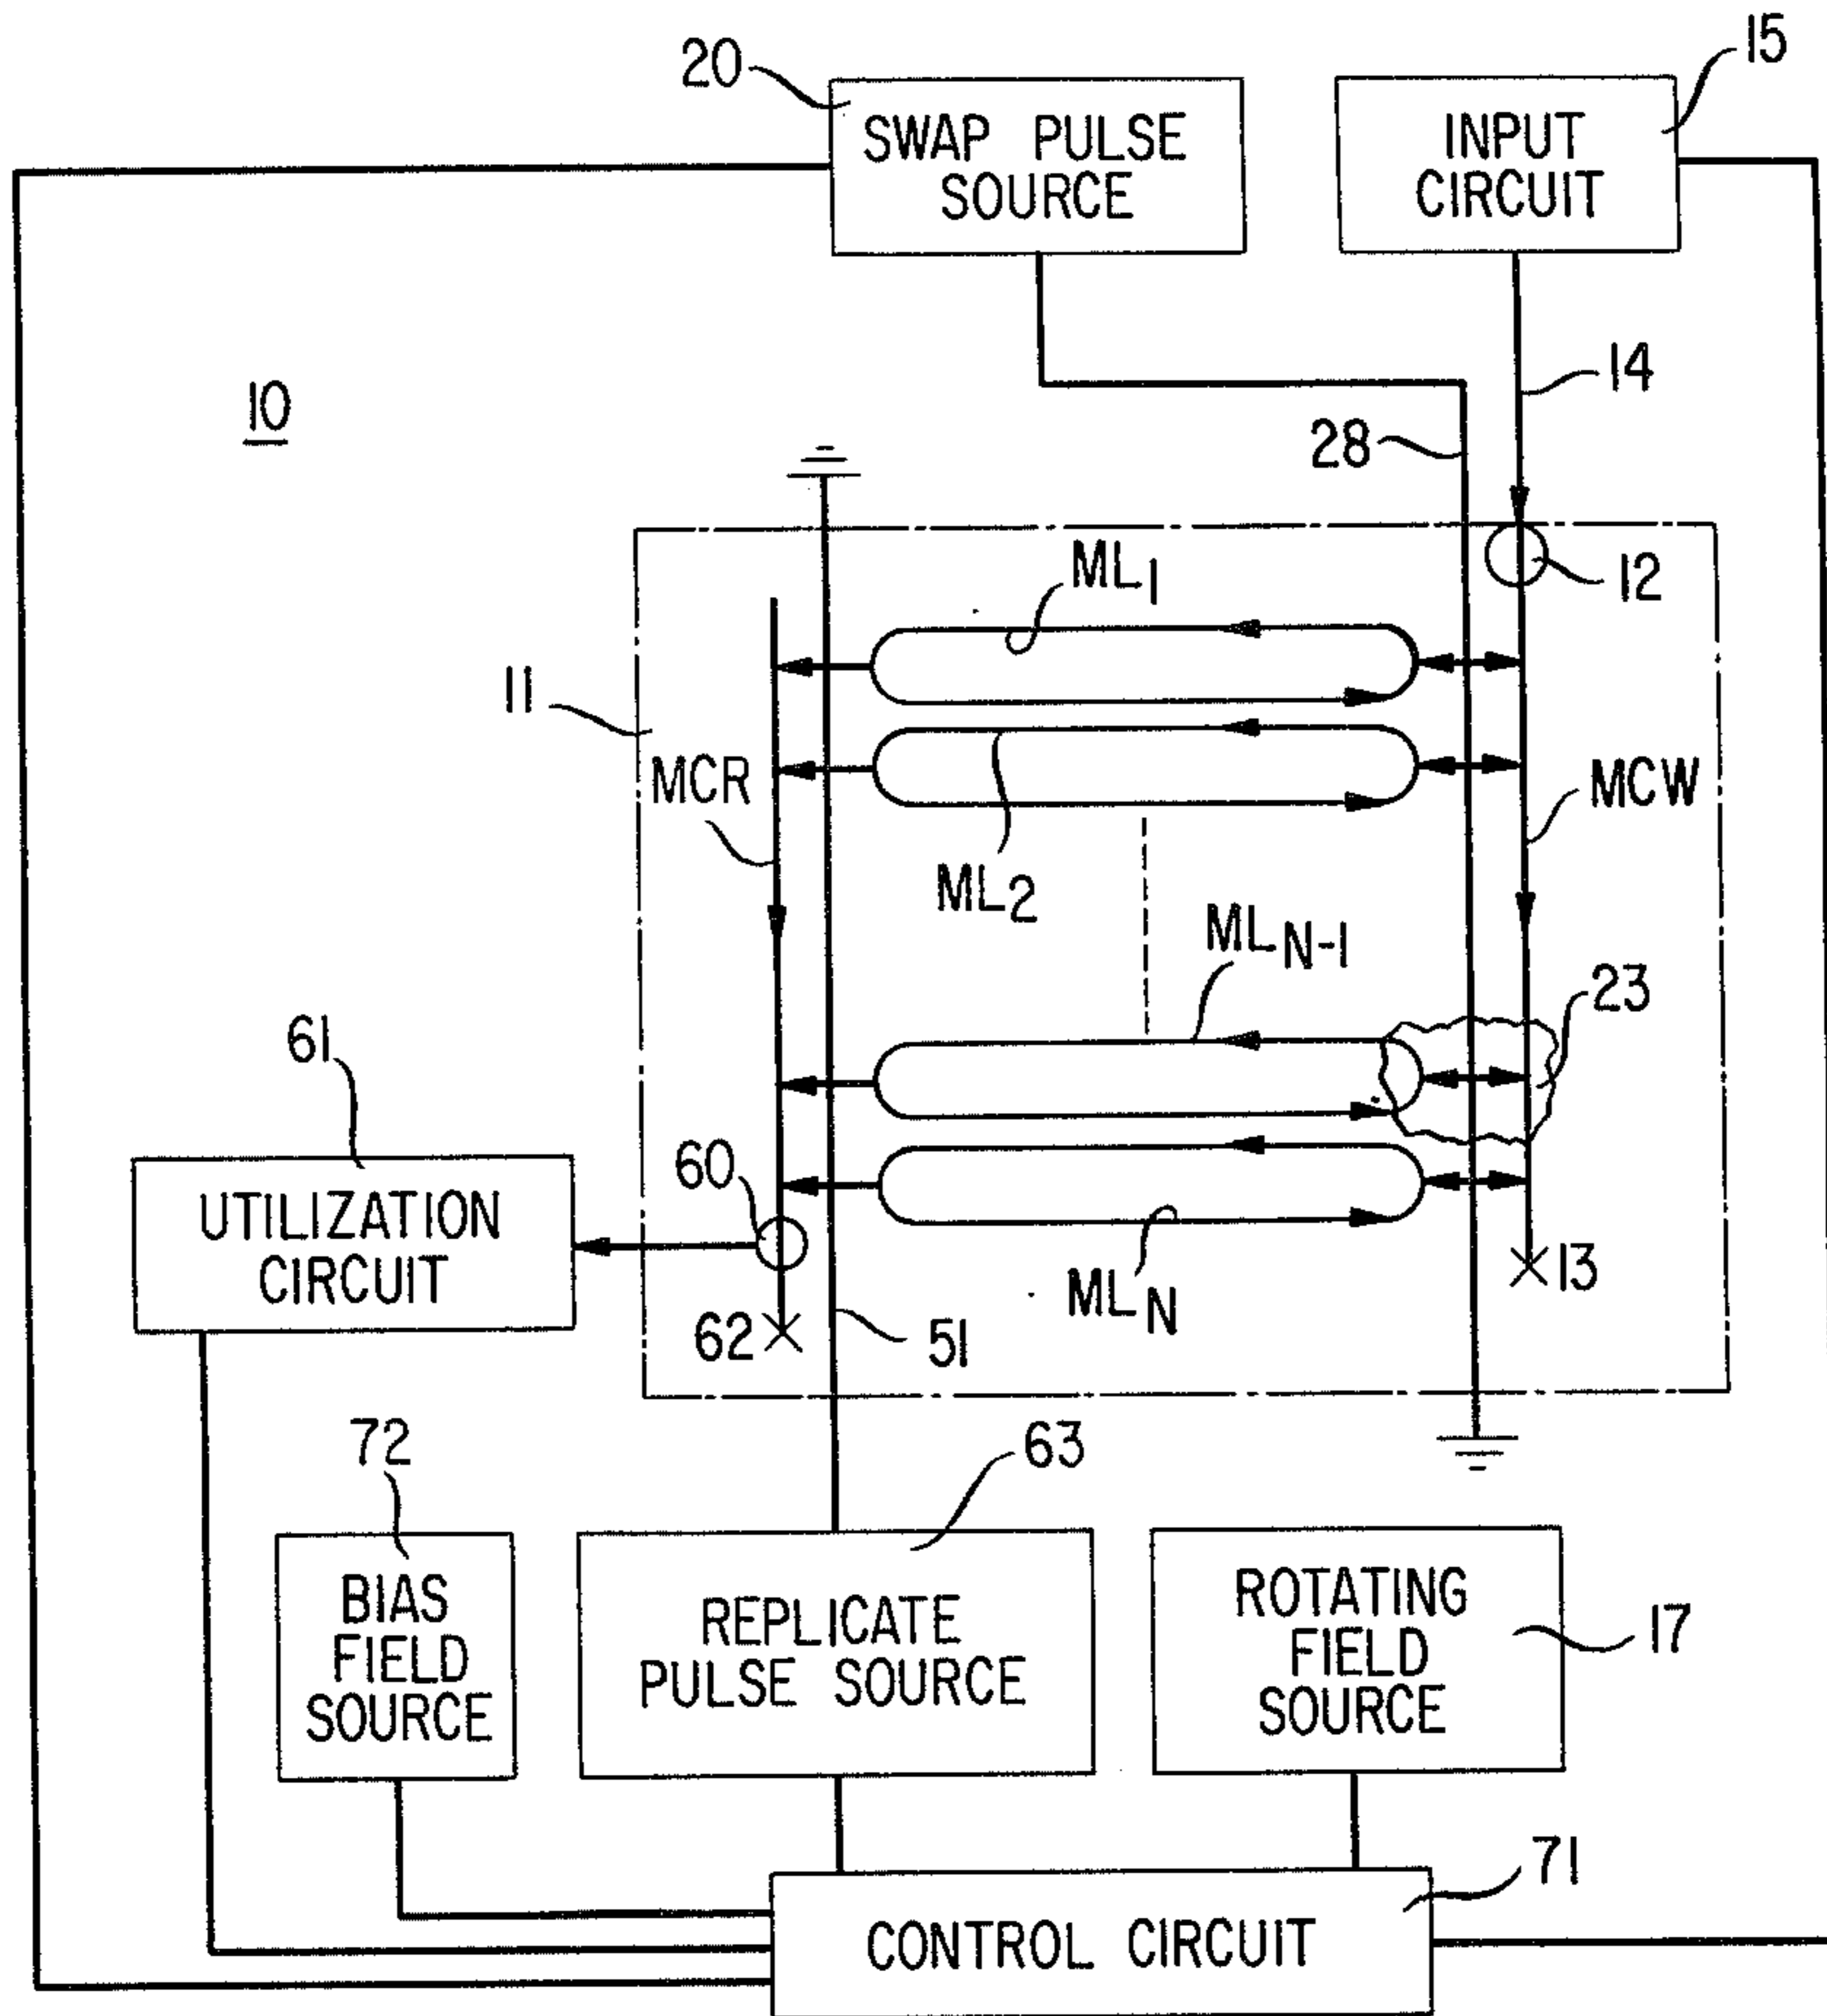 20
SWAP PULSE
SOURCE
INPUT
CIRCUIT
15
10
14
28
12
ML1
11
ML2
MCR
MCW
MLN-1
23
61
UTILIZATION
CIRCUIT
60
MLN
13
62
51
72
63
BIAS
FIELD
SOURCE
REPLICATE
PULSE SOURCE
ROTATING
FIELD
SOURCE
17
71
CONTROL CIRCUIT